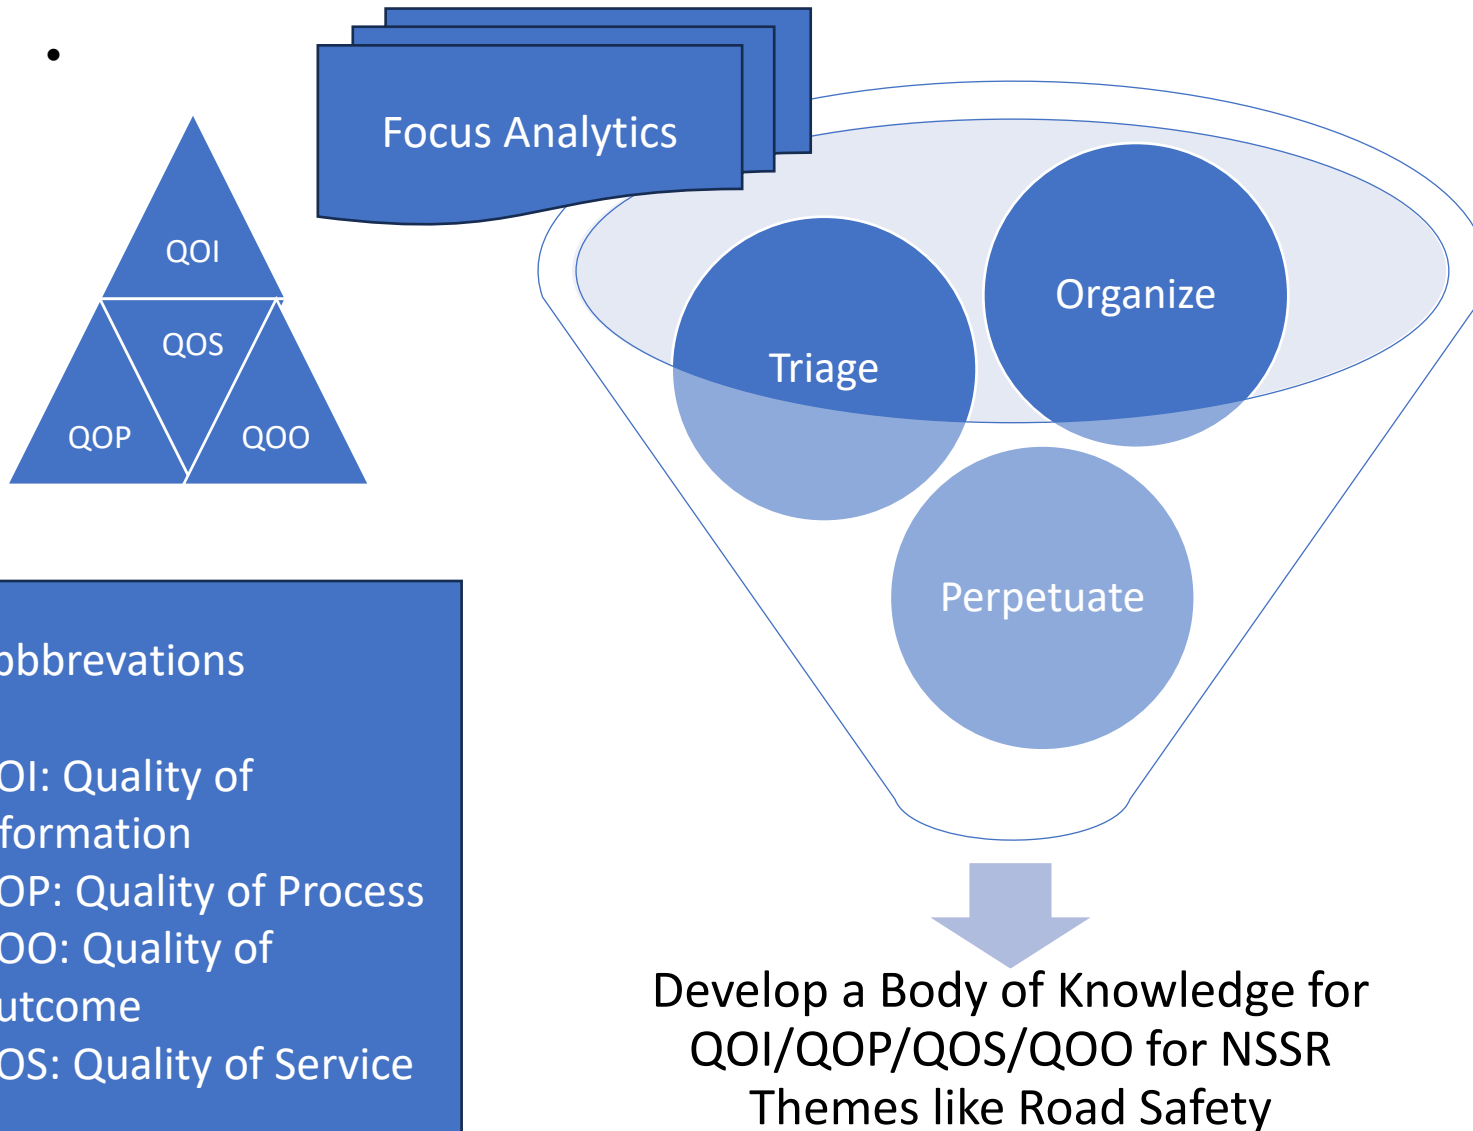 •
Focus Analytics
QOI
QOS
QOP
QOO
Triage
Organize
Perpetuate
bbrevations
OI: Quality of
formation
OP: Quality of Process
OO: Quality of
utcome
OS: Quality of Service
Develop a Body of Knowledge for
QOI/QOP/QOS/QOO for NSSR
Themes like Road Safety